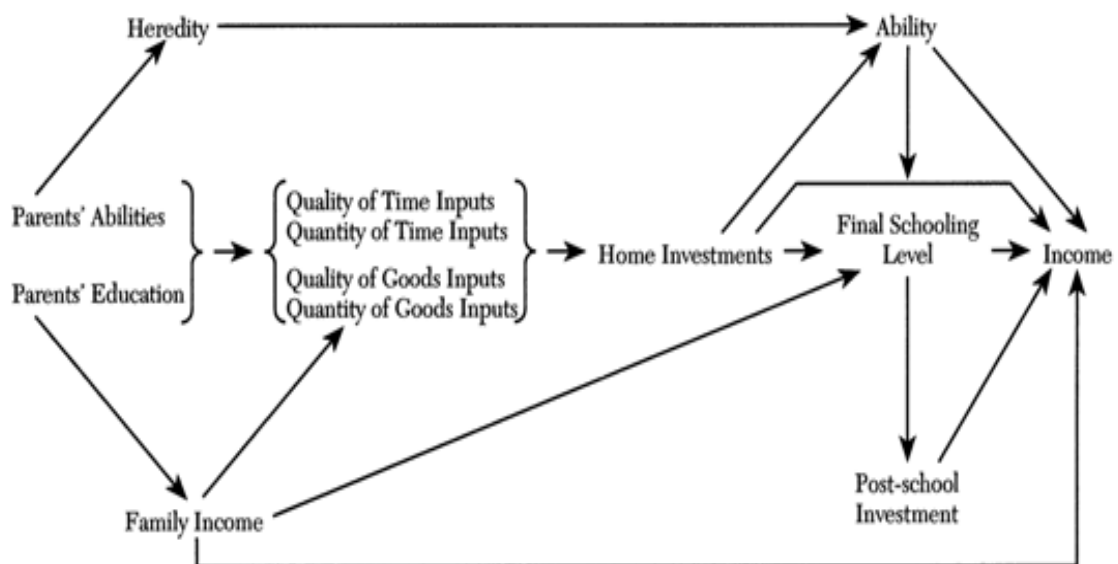 Heredity
Ability
Parents' Abilities
Parents' Education
Quality of Time Inputs
Quantity of Time Inputs
Quality of Goods Inputs
Quantity of Goods Inputs
Home Investments
Final Schooling
Level
Income
Post-school
Investment
Family Income